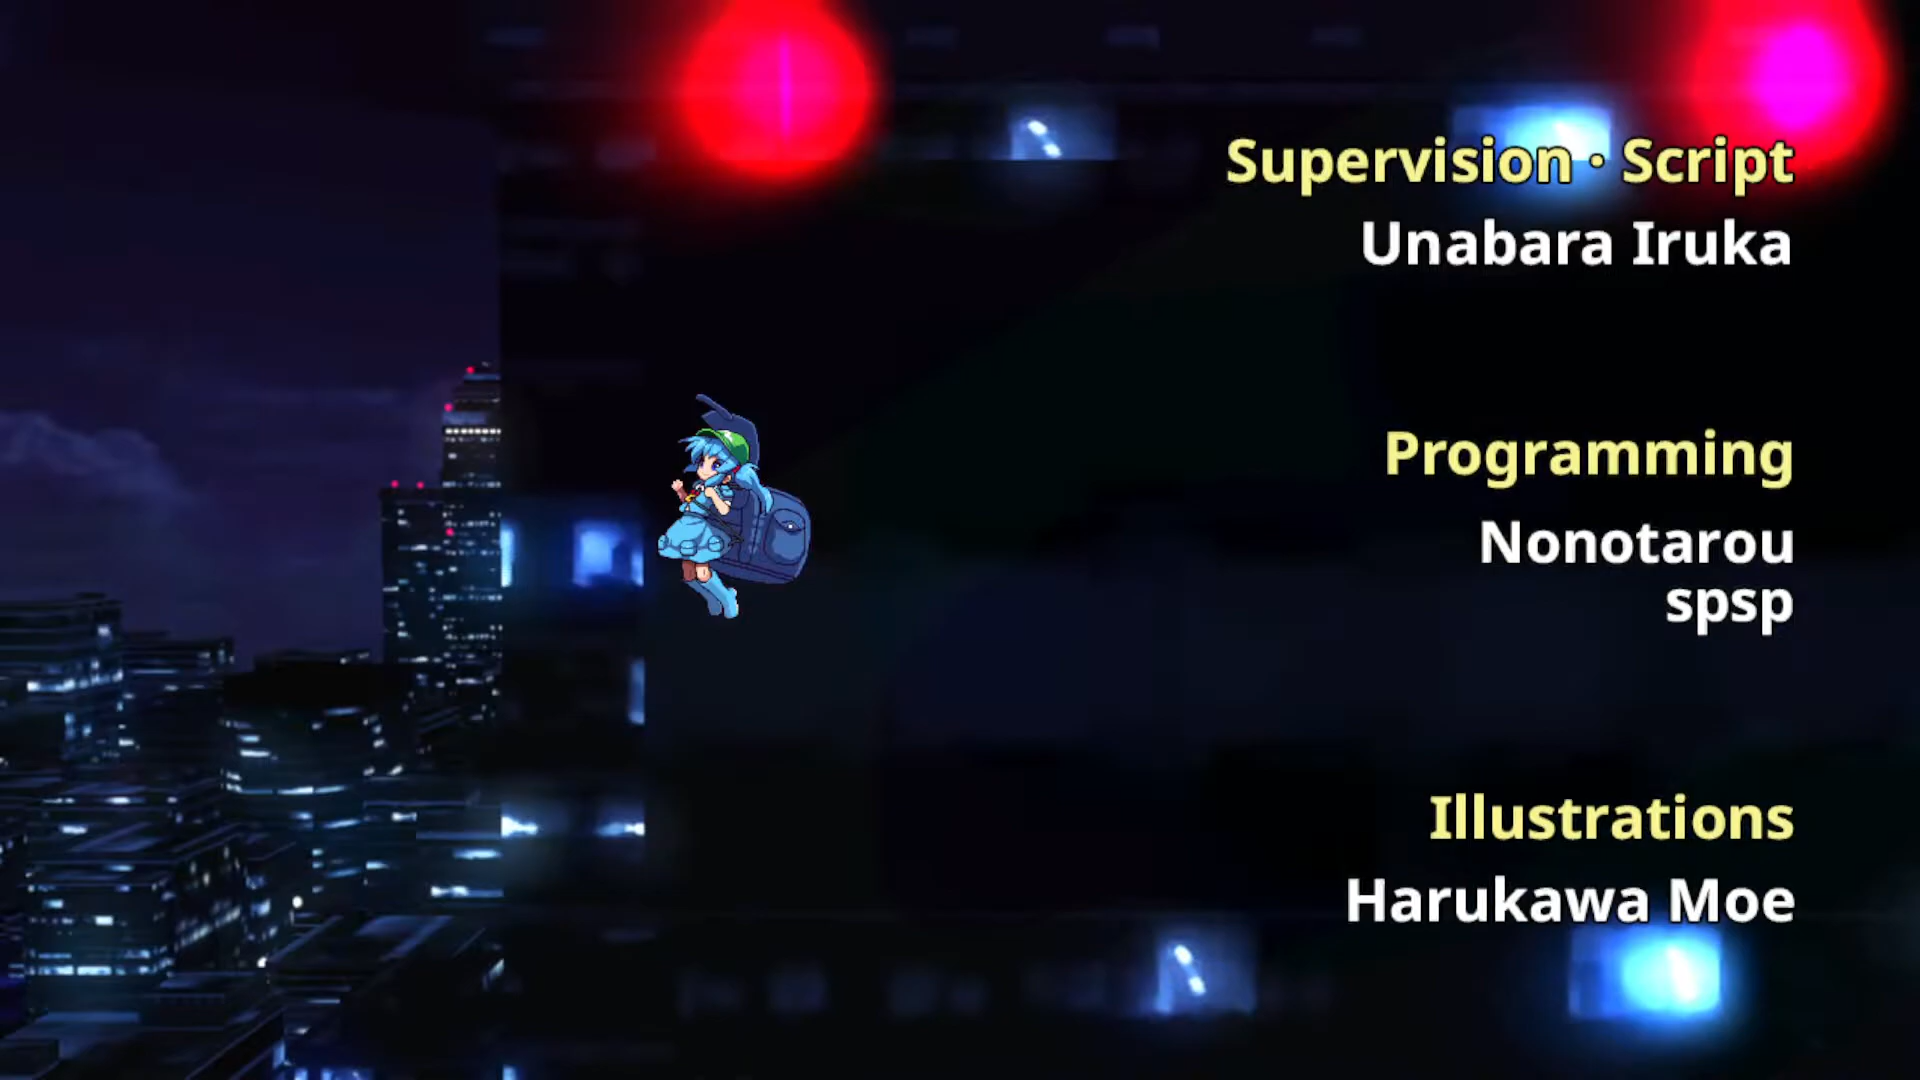 Supervision · Script
Unabara Iruka
Programming
Nonotarou
spsp
Illustrations
Harukawa Moe